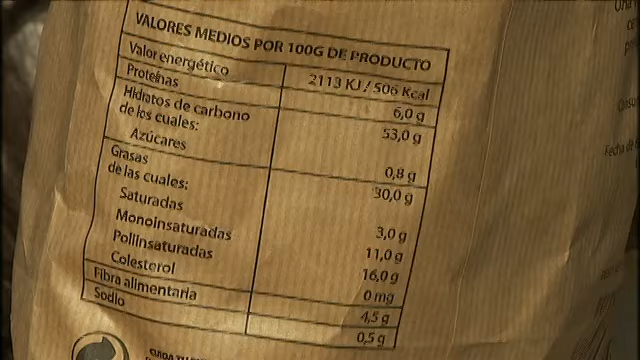 VALORES MEDIOS POR 100G DE PRODUCTO
Valor energético 2113 KJ / 506 Kcal
Proteínas 6,0 g
Hidratos de carbono 53,0 g
de los cuales:
Azúcares 0,8 g
Grasas 30,0 g
de las cuales:
Saturadas 3,0 g
Monoinsaturadas 11,0 g
Poliinsaturadas 16,0 g
Colesterol 0 mg
Fibra alimentaria 4,5 g
Sodio 0,5 g
Fecha de